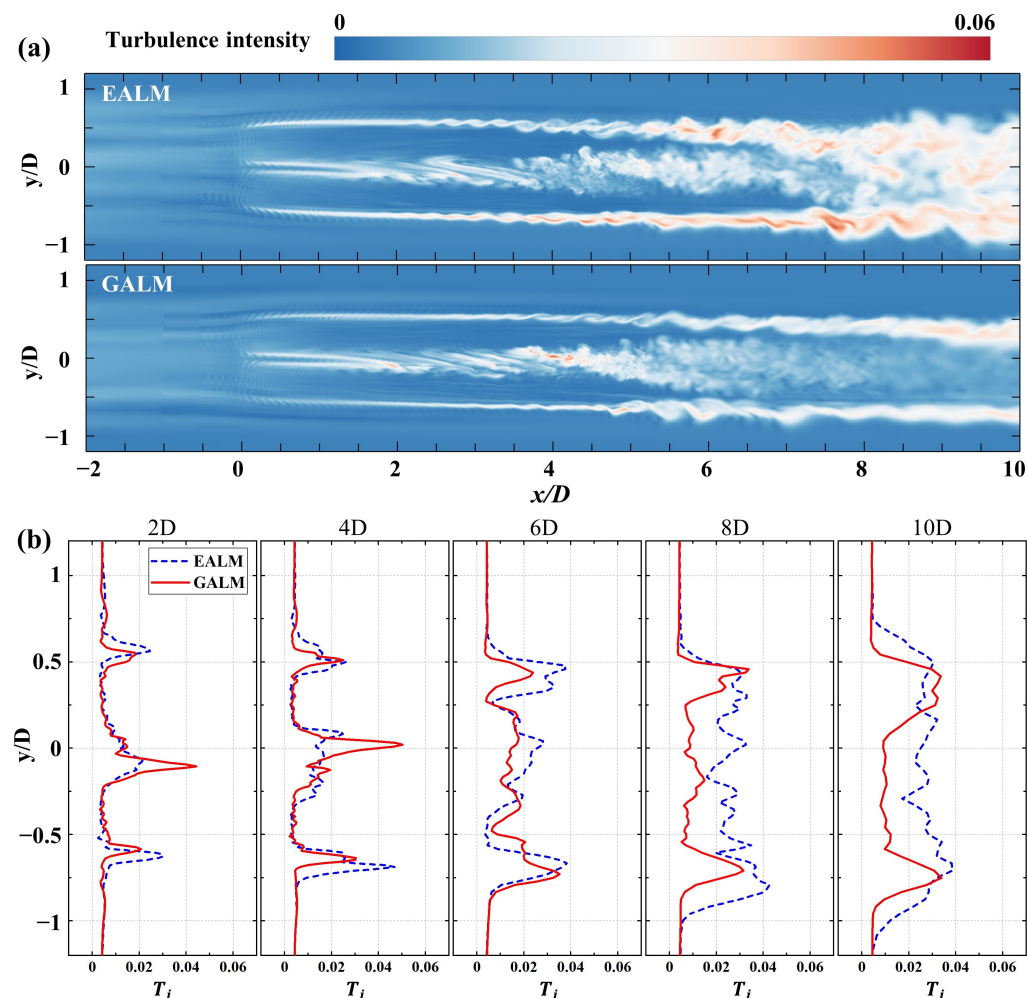 0 0.06
(a) Turbulence intensity
1
EALM
y/D
0
−1
1
GALM
y/D
0
−1
−2 0 2 4 6 8 10
x/D
2D 4D 6D 8D 10D
(b)
EALM
GALM
1
0.5
y/D
0
−0.5
−1
0 0.02 0.04 0.06 0 0.02 0.04 0.06 0 0.02 0.04 0.06 0 0.02 0.04 0.06 0 0.02 0.04 0.06
T_i T_i T_i T_i T_i